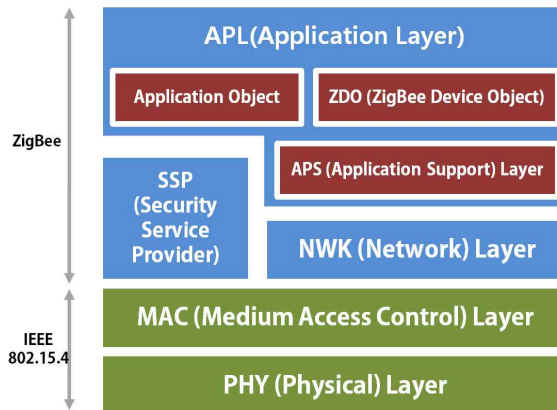 APL(Application Layer)
Application Object
ZDO (ZigBee Device Object)
ZigBee
APS (Application Support) Layer
SSP
(Security
Service
Provider)
NWK (Network) Layer
MAC (Medium Access Control) Layer
IEEE
802.15.4
PHY (Physical) Layer